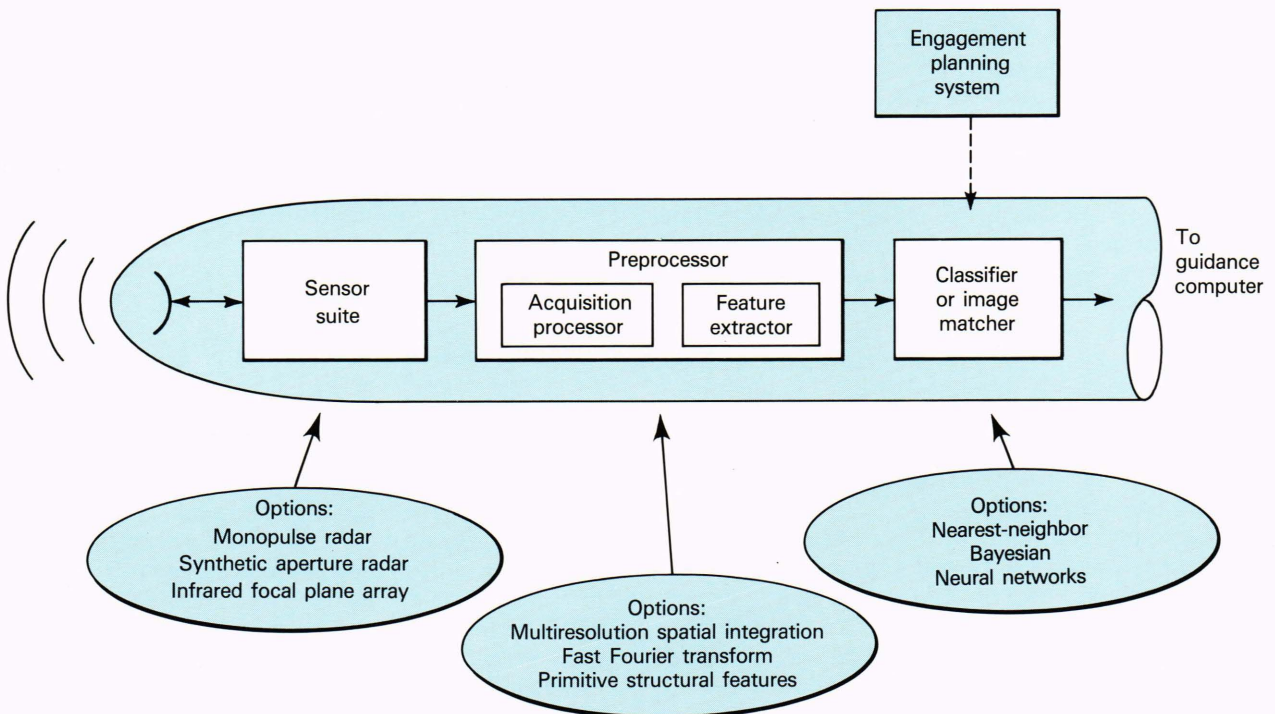 Engagement
planning
system
To
guidance
computer
Sensor
suite
Preprocessor
Acquisition
processor
Feature
extractor
Classifier
or image
matcher
Options:
Monopulse radar
Synthetic aperture radar
Infrared focal plane array
Options:
Multiresolution spatial integration
Fast Fourier transform
Primitive structural features
Options:
Nearest-neighbor
Bayesian
Neural networks